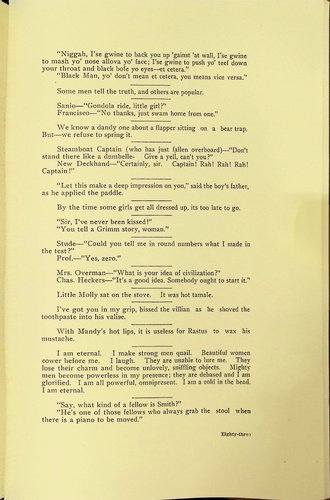 "Niggah, I'se gwine to back you up 'gainst 'at wall, I'se gwine
to mash yo' nose allova yo' face; I'se gwine to push yo' teef down
your throat and black bofe yo eyes—et cetera."
"Black Man, yo' don't mean et cetera, you means vice versa."
Some men tell the truth, and others are popular.
Sanio—"Gondola ride, little girl?"
Francisco—"No thanks, just swam home from one."
We know a dandy one about a flapper sitting on a bear trap.
But—we refuse to spring it.
Steamboat Captain (who has just fallen overboard)—"Don't
stand there like a dumbelle- Give a yell, can't you?"
New Deckhand—"Certainly, sir. Captain! Rah! Rah! Rah!
Captain!"
"Let this make a deep impression on you," said the boy's father,
as he applied the paddle.
By the time some girls get all dressed up, its too late to go.
"Sir, I've never been kissed!"
"You tell a Grimm story, woman."
Stude—"Could you tell me in round numbers what I made in
the test?"
Prof.—"Yes, zero."
Mrs. Overman—"What is your idea of civilization?"
Chas. Heckers—"It's a good idea. Somebody ought to start it."
Little Molly sat on the stove. It was hot tamale.
I've got you in my grip, hissed the villian as he shoved the
toothpaste into his valise.
With Mandy's hot lips, it is useless for Rastus to wax his
mustache.
I am eternal. I make strong men quail. Beautiful women
cower before me. I laugh. They are unable to lure me. They
lose their charm and become unlovely, sniffling objects. Mighty
men become powerless in my presence; they are debased and I am
glorified. I am all powerful, omnipresent. I am a cold in the head.
I am eternal.
"Say, what kind of a fellow is Smith?"
"He's one of those fellows who always grab the stool when
there is a piano to be moved."
Eighty-three